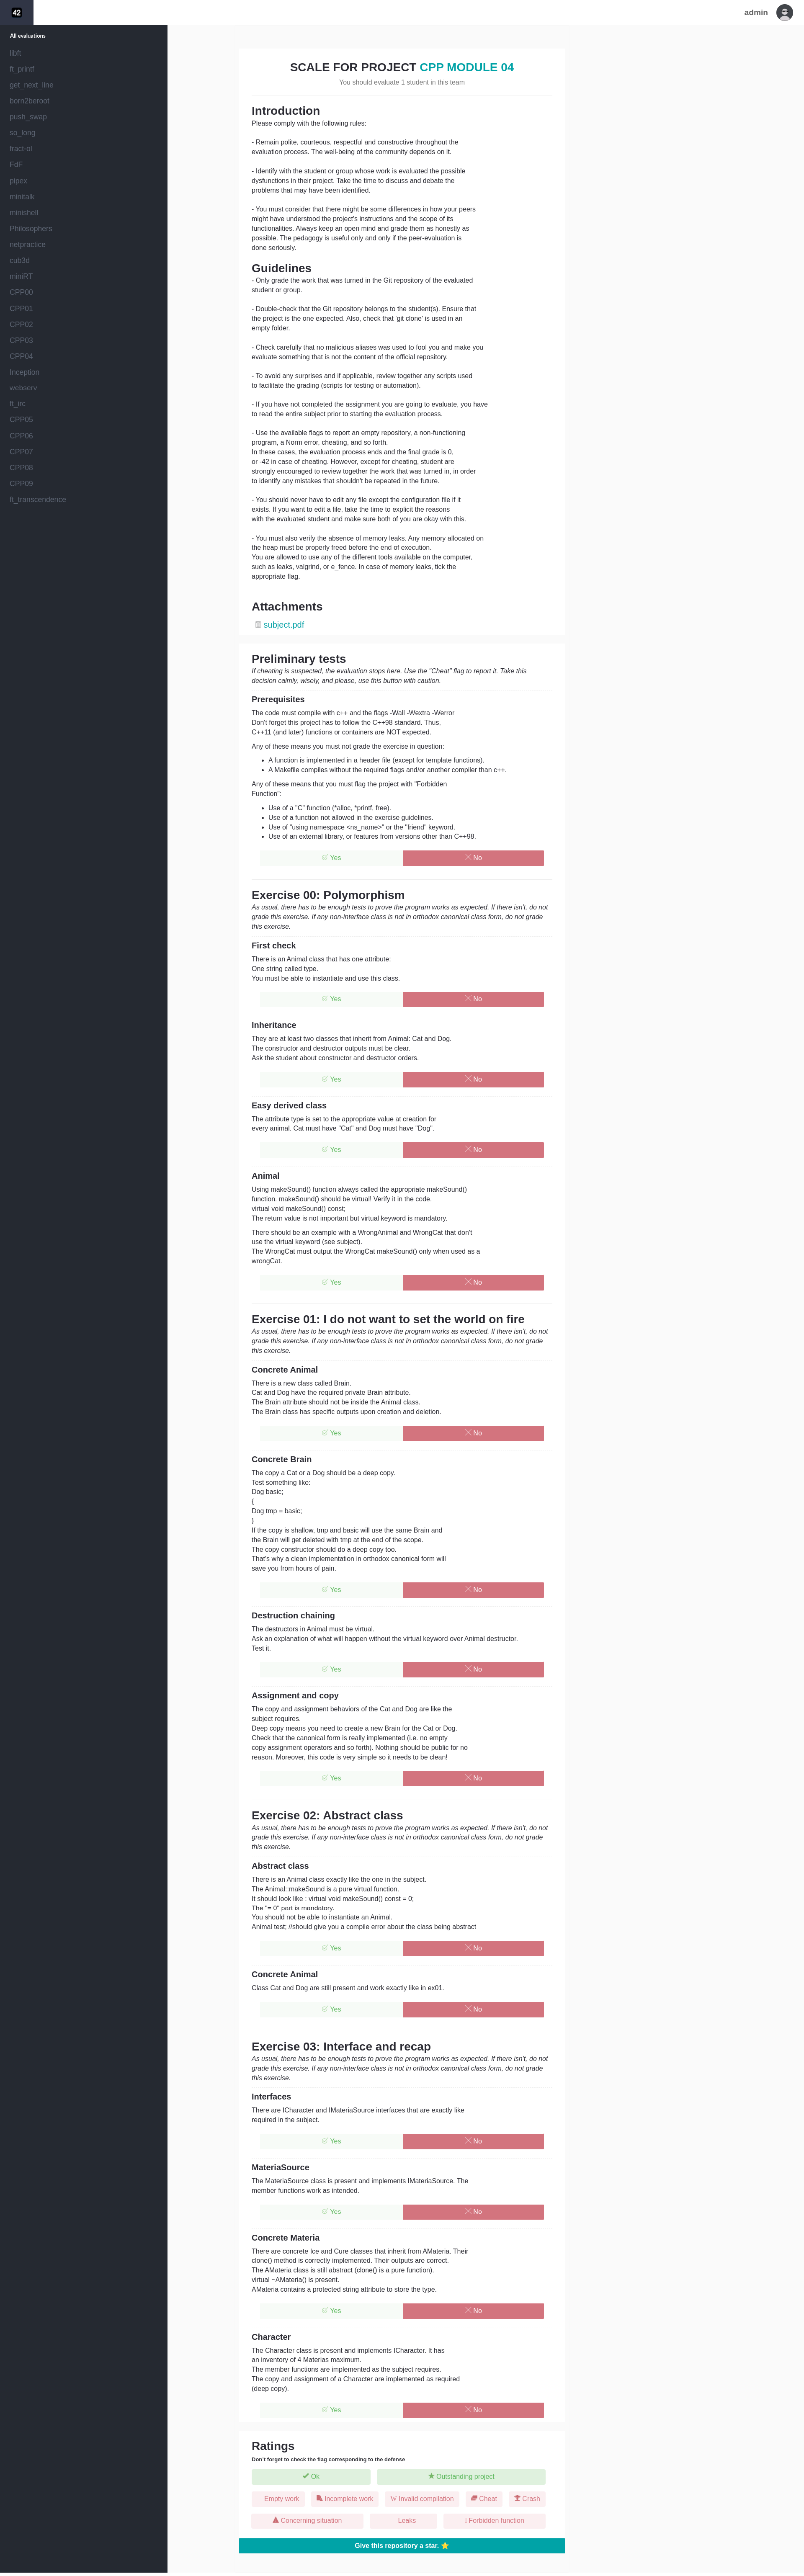 42
admin
All evaluations
libft
ft_printf
get_next_line
born2beroot
push_swap
so_long
fract-ol
FdF
pipex
minitalk
minishell
Philosophers
netpractice
cub3d
miniRT
CPP00
CPP01
CPP02
CPP03
CPP04
Inception
webserv
ft_irc
CPP05
CPP06
CPP07
CPP08
CPP09
ft_transcendence
SCALE FOR PROJECT CPP MODULE 04
You should evaluate 1 student in this team
Introduction
Please comply with the following rules:
- Remain polite, courteous, respectful and constructive throughout the
evaluation process. The well-being of the community depends on it.
- Identify with the student or group whose work is evaluated the possible
dysfunctions in their project. Take the time to discuss and debate the
problems that may have been identified.
- You must consider that there might be some differences in how your peers
might have understood the project's instructions and the scope of its
functionalities. Always keep an open mind and grade them as honestly as
possible. The pedagogy is useful only and only if the peer-evaluation is
done seriously.
Guidelines
- Only grade the work that was turned in the Git repository of the evaluated
student or group.
- Double-check that the Git repository belongs to the student(s). Ensure that
the project is the one expected. Also, check that 'git clone' is used in an
empty folder.
- Check carefully that no malicious aliases was used to fool you and make you
evaluate something that is not the content of the official repository.
- To avoid any surprises and if applicable, review together any scripts used
to facilitate the grading (scripts for testing or automation).
- If you have not completed the assignment you are going to evaluate, you have
to read the entire subject prior to starting the evaluation process.
- Use the available flags to report an empty repository, a non-functioning
program, a Norm error, cheating, and so forth.
In these cases, the evaluation process ends and the final grade is 0,
or -42 in case of cheating. However, except for cheating, student are
strongly encouraged to review together the work that was turned in, in order
to identify any mistakes that shouldn't be repeated in the future.
- You should never have to edit any file except the configuration file if it
exists. If you want to edit a file, take the time to explicit the reasons
with the evaluated student and make sure both of you are okay with this.
- You must also verify the absence of memory leaks. Any memory allocated on
the heap must be properly freed before the end of execution.
You are allowed to use any of the different tools available on the computer,
such as leaks, valgrind, or e_fence. In case of memory leaks, tick the
appropriate flag.
Attachments
subject.pdf
Preliminary tests
If cheating is suspected, the evaluation stops here. Use the "Cheat" flag to report it. Take this
decision calmly, wisely, and please, use this button with caution.
Prerequisites
The code must compile with c++ and the flags -Wall -Wextra -Werror
Don't forget this project has to follow the C++98 standard. Thus,
C++11 (and later) functions or containers are NOT expected.
Any of these means you must not grade the exercise in question:
• A function is implemented in a header file (except for template functions).
• A Makefile compiles without the required flags and/or another compiler than c++.
Any of these means that you must flag the project with "Forbidden
Function":
• Use of a "C" function (*alloc, *printf, free).
• Use of a function not allowed in the exercise guidelines.
• Use of "using namespace <ns_name>" or the "friend" keyword.
• Use of an external library, or features from versions other than C++98.
Yes No
Exercise 00: Polymorphism
As usual, there has to be enough tests to prove the program works as expected. If there isn't, do not
grade this exercise. If any non-interface class is not in orthodox canonical class form, do not grade
this exercise.
First check
There is an Animal class that has one attribute:
One string called type.
You must be able to instantiate and use this class.
Yes No
Inheritance
They are at least two classes that inherit from Animal: Cat and Dog.
The constructor and destructor outputs must be clear.
Ask the student about constructor and destructor orders.
Yes No
Easy derived class
The attribute type is set to the appropriate value at creation for
every animal. Cat must have "Cat" and Dog must have "Dog".
Yes No
Animal
Using makeSound() function always called the appropriate makeSound()
function. makeSound() should be virtual! Verify it in the code.
virtual void makeSound() const;
The return value is not important but virtual keyword is mandatory.
There should be an example with a WrongAnimal and WrongCat that don't
use the virtual keyword (see subject).
The WrongCat must output the WrongCat makeSound() only when used as a
wrongCat.
Yes No
Exercise 01: I do not want to set the world on fire
As usual, there has to be enough tests to prove the program works as expected. If there isn't, do not
grade this exercise. If any non-interface class is not in orthodox canonical class form, do not grade
this exercise.
Concrete Animal
There is a new class called Brain.
Cat and Dog have the required private Brain attribute.
The Brain attribute should not be inside the Animal class.
The Brain class has specific outputs upon creation and deletion.
Yes No
Concrete Brain
The copy a Cat or a Dog should be a deep copy.
Test something like:
Dog basic;
{
Dog tmp = basic;
}
If the copy is shallow, tmp and basic will use the same Brain and
the Brain will get deleted with tmp at the end of the scope.
The copy constructor should do a deep copy too.
That's why a clean implementation in orthodox canonical form will
save you from hours of pain.
Yes No
Destruction chaining
The destructors in Animal must be virtual.
Ask an explanation of what will happen without the virtual keyword over Animal destructor.
Test it.
Yes No
Assignment and copy
The copy and assignment behaviors of the Cat and Dog are like the
subject requires.
Deep copy means you need to create a new Brain for the Cat or Dog.
Check that the canonical form is really implemented (i.e. no empty
copy assignment operators and so forth). Nothing should be public for no
reason. Moreover, this code is very simple so it needs to be clean!
Yes No
Exercise 02: Abstract class
As usual, there has to be enough tests to prove the program works as expected. If there isn't, do not
grade this exercise. If any non-interface class is not in orthodox canonical class form, do not grade
this exercise.
Abstract class
There is an Animal class exactly like the one in the subject.
The Animal::makeSound is a pure virtual function.
It should look like : virtual void makeSound() const = 0;
The "= 0" part is mandatory.
You should not be able to instantiate an Animal.
Animal test; //should give you a compile error about the class being abstract
Yes No
Concrete Animal
Class Cat and Dog are still present and work exactly like in ex01.
Yes No
Exercise 03: Interface and recap
As usual, there has to be enough tests to prove the program works as expected. If there isn't, do not
grade this exercise. If any non-interface class is not in orthodox canonical class form, do not grade
this exercise.
Interfaces
There are ICharacter and IMateriaSource interfaces that are exactly like
required in the subject.
Yes No
MateriaSource
The MateriaSource class is present and implements IMateriaSource. The
member functions work as intended.
Yes No
Concrete Materia
There are concrete Ice and Cure classes that inherit from AMateria. Their
clone() method is correctly implemented. Their outputs are correct.
The AMateria class is still abstract (clone() is a pure function).
virtual ~AMateria() is present.
AMateria contains a protected string attribute to store the type.
Yes No
Character
The Character class is present and implements ICharacter. It has
an inventory of 4 Materias maximum.
The member functions are implemented as the subject requires.
The copy and assignment of a Character are implemented as required
(deep copy).
Yes No
Ratings
Don't forget to check the flag corresponding to the defense
Ok Outstanding project
Empty work Incomplete work Invalid compilation Cheat Crash
Concerning situation Leaks Forbidden function
Give this repository a star. ⭐